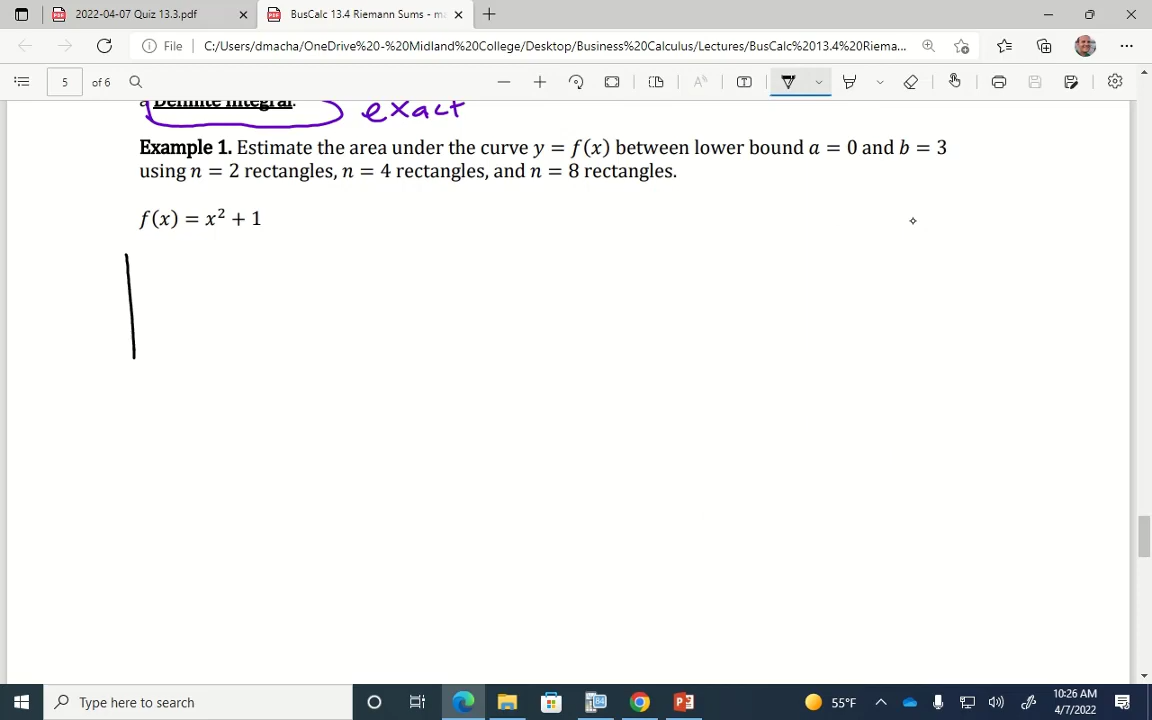 2022-04-07 Quiz 13.3.pdf
BusCalc 13.4 Riemann Sums - ma
File
C:/Users/dmacha/OneDrive%20-%20Midland%20College/Desktop/Business%20Calculus/Lectures/BusCalc%2013.4%20Riema...
5 of 6
a Definite Integral. exact
Example 1. Estimate the area under the curve y = f(x) between lower bound a = 0 and b = 3
using n = 2 rectangles, n = 4 rectangles, and n = 8 rectangles.
f(x) = x² + 1
Type here to search
55°F
10:26 AM
4/7/2022